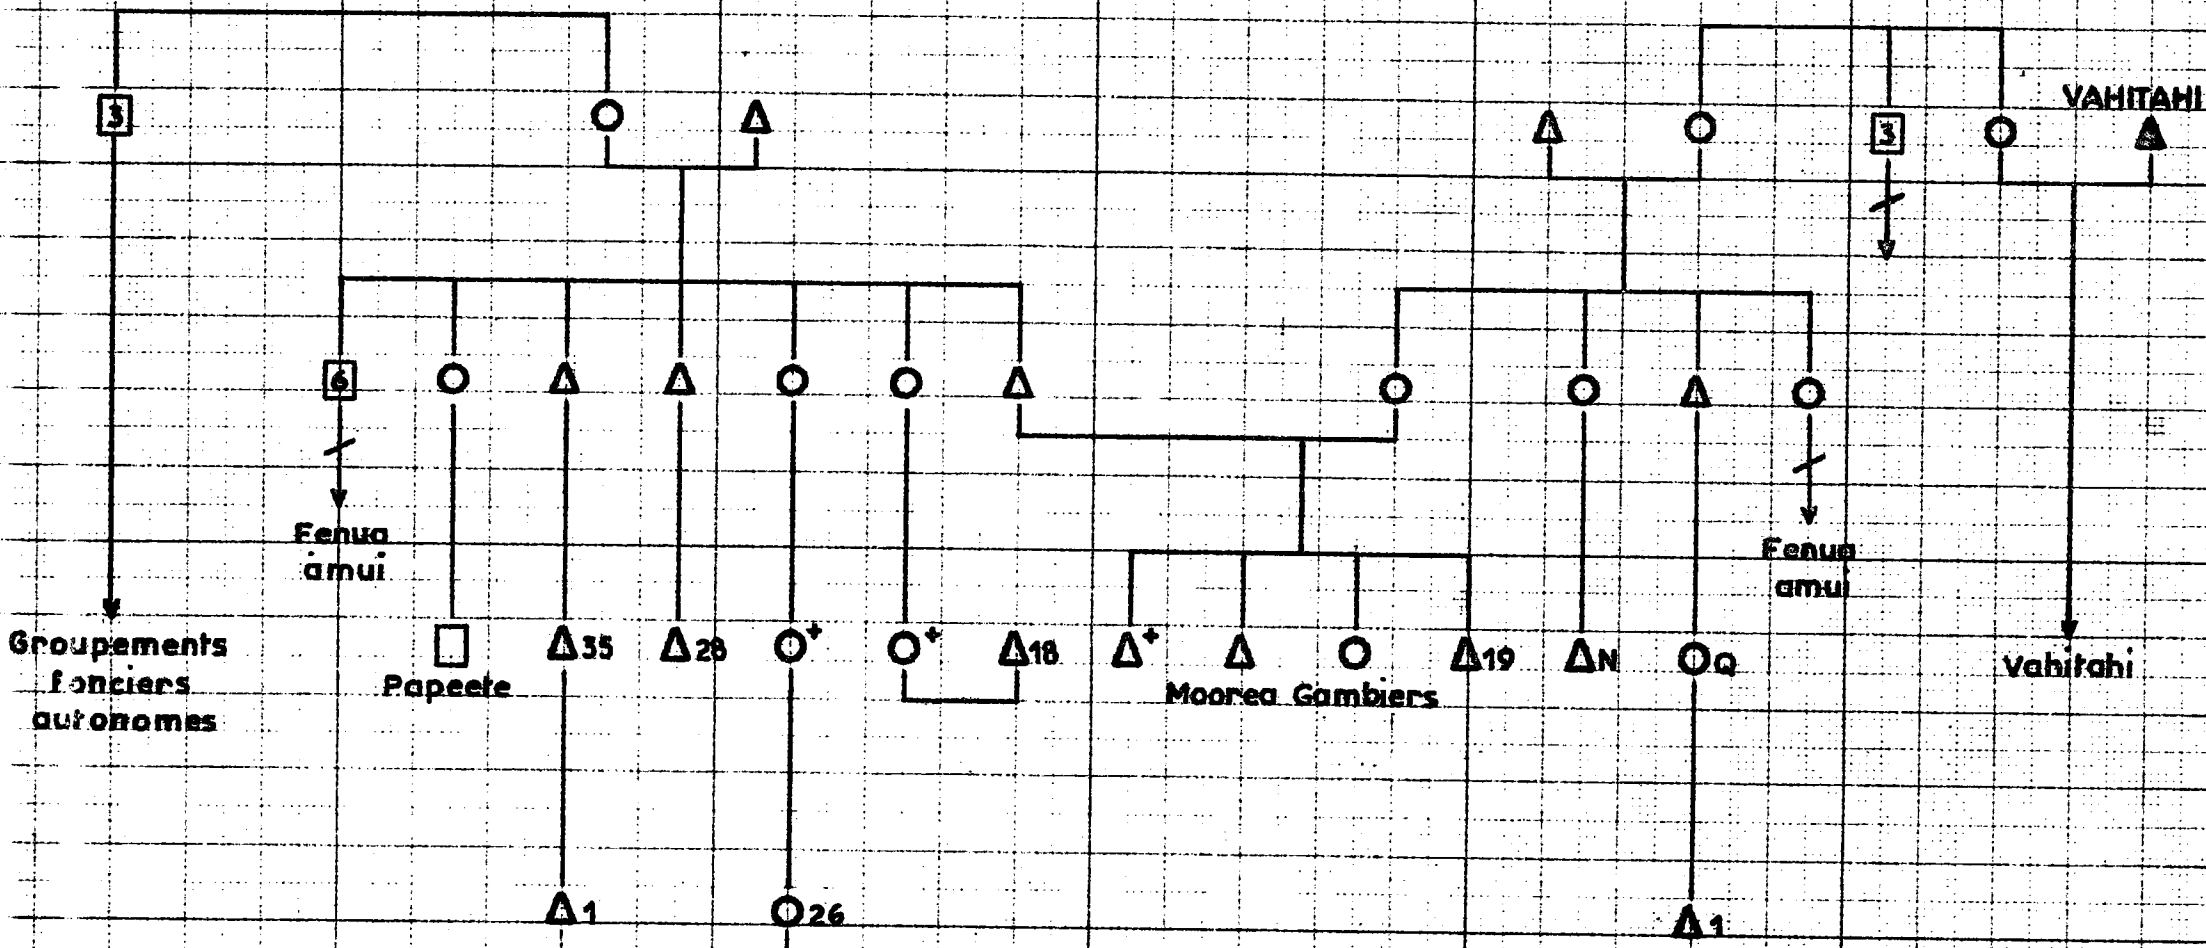 VAHITAHI
3
3
6
Fenua
amui
Fenua
amui
Groupements
fonciers
autonomes
Papeete
35
28
+
+
18
+
19
N
Q
Moorea Gambiers
Vahitahi
1
26
1